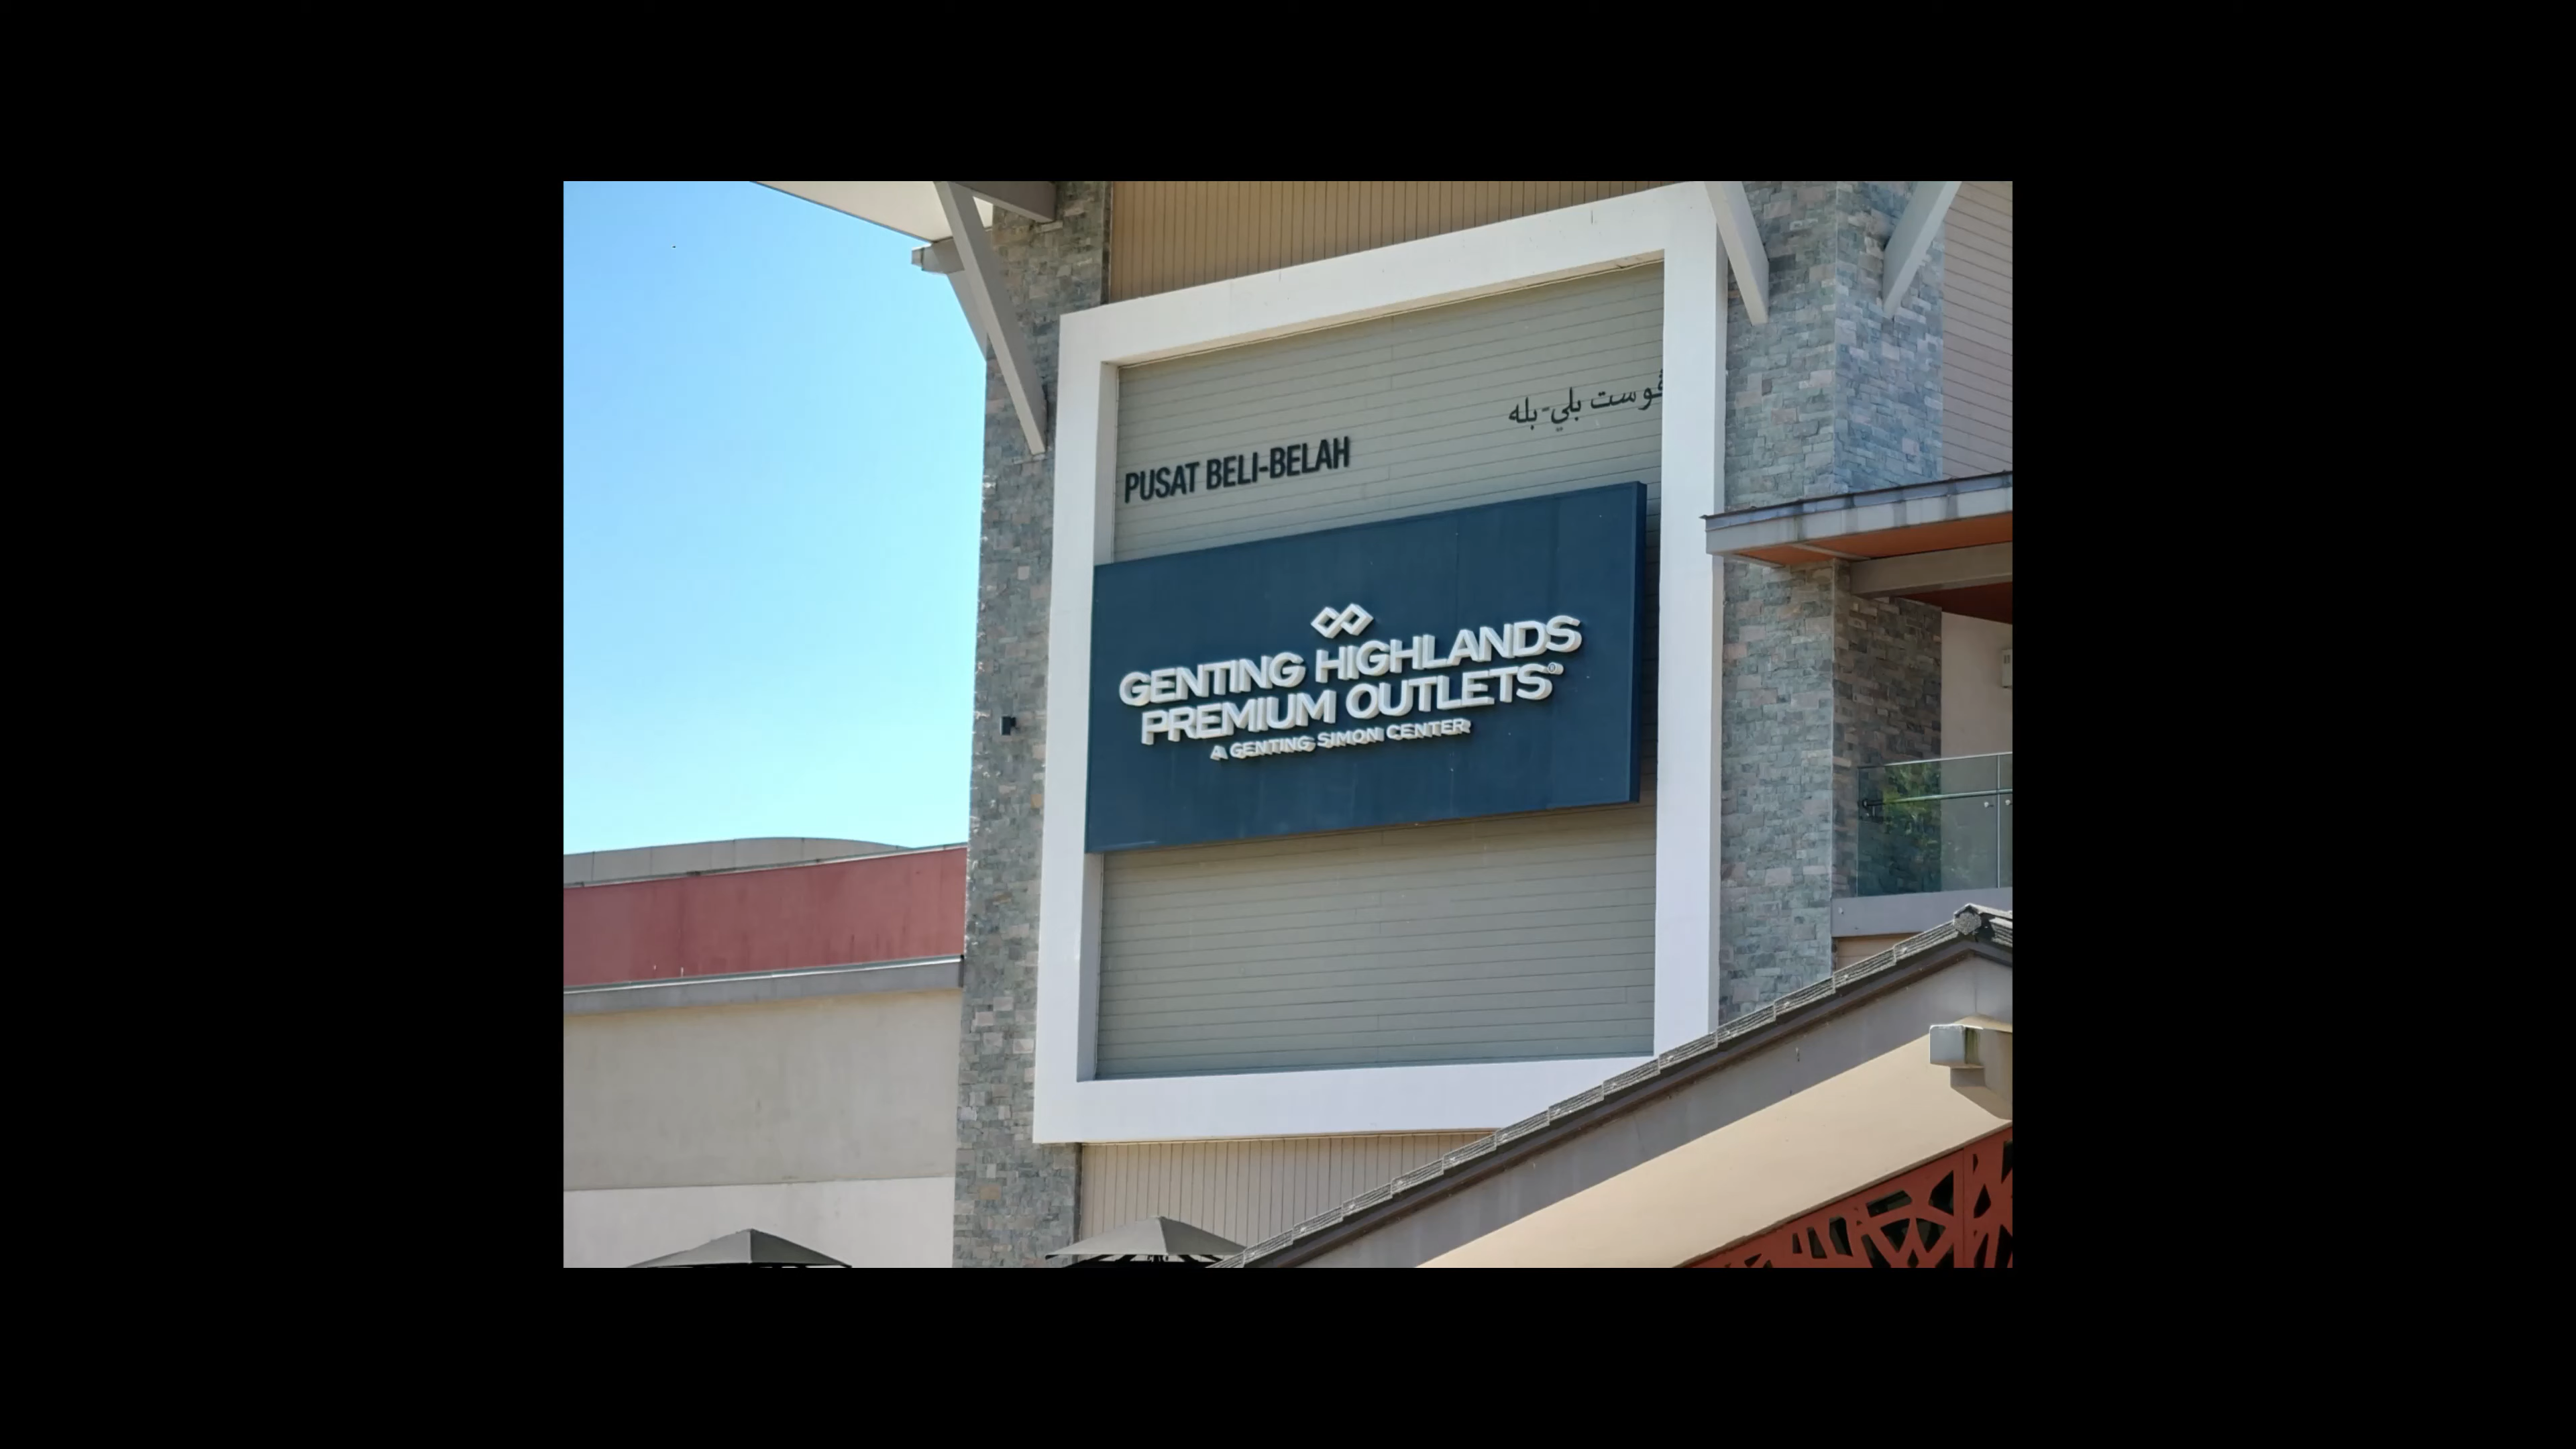 ڤوست بلي-بله
PUSAT BELI-BELAH
GENTING HIGHLANDS
PREMIUM OUTLETS®
A GENTING SIMON CENTER